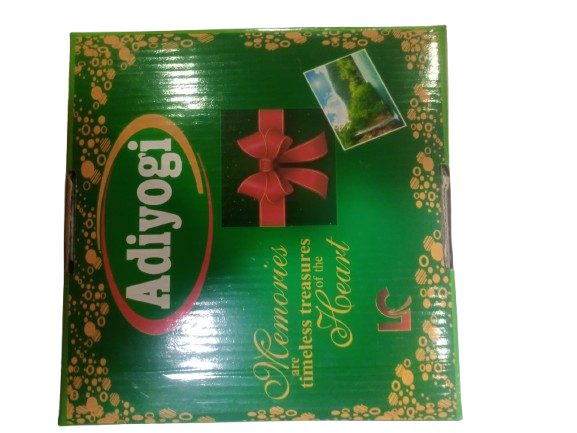 Adiyogi
Memories
are
timeless treasures
of the
Heart